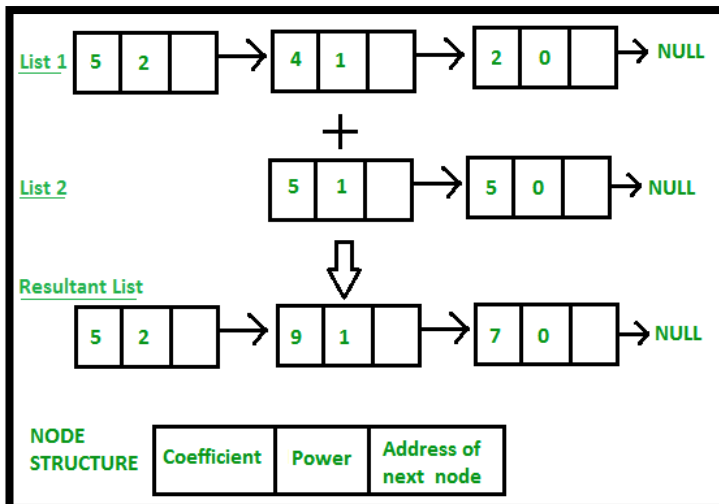 List 1 5 2 4 1 2 0 NULL
+
List 2 5 1 5 0 NULL
Resultant List
5 2 9 1 7 0 NULL
NODE STRUCTURE
Coefficient
Power
Address of
next node